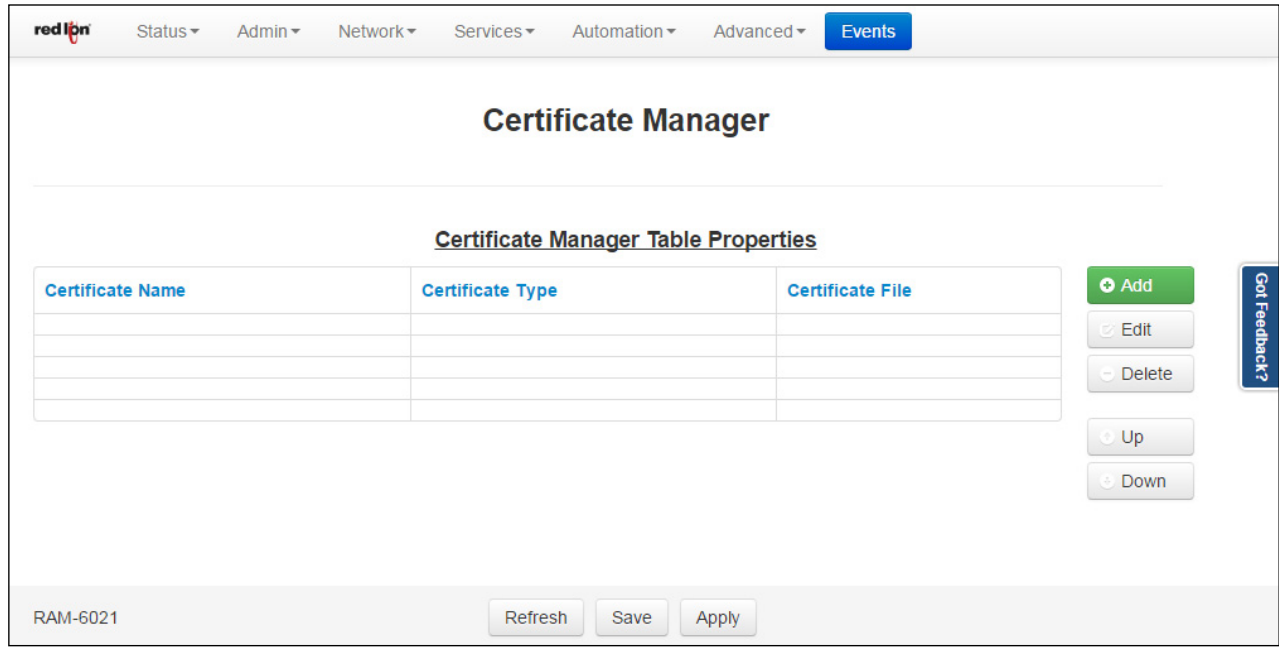 red lion Status Admin Network Services Automation Advanced Events
Certificate Manager
Certificate Manager Table Properties
Certificate Name Certificate Type Certificate File
Add
Edit
Delete
Up
Down
Got Feedback?
RAM-6021 Refresh Save Apply